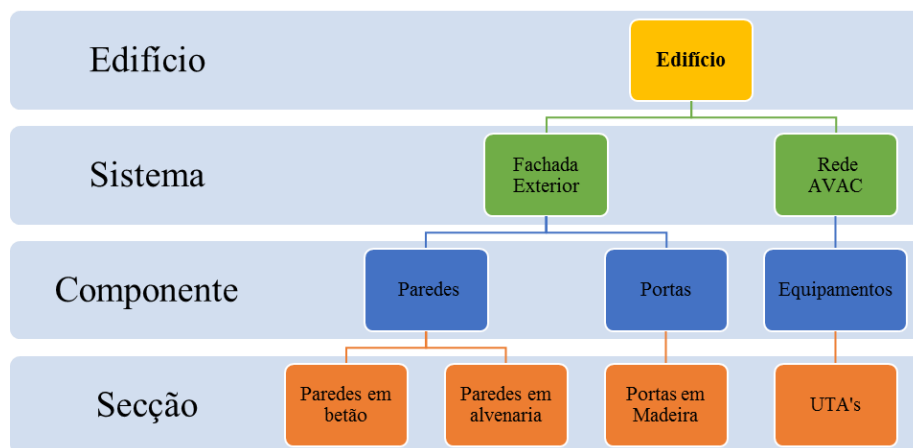 Edifício
Edifício
Sistema
Fachada
Exterior
Rede
AVAC
Componente
Paredes
Portas
Equipamentos
Secção
Paredes em
betão
Paredes em
alvenaria
Portas em
Madeira
UTA's